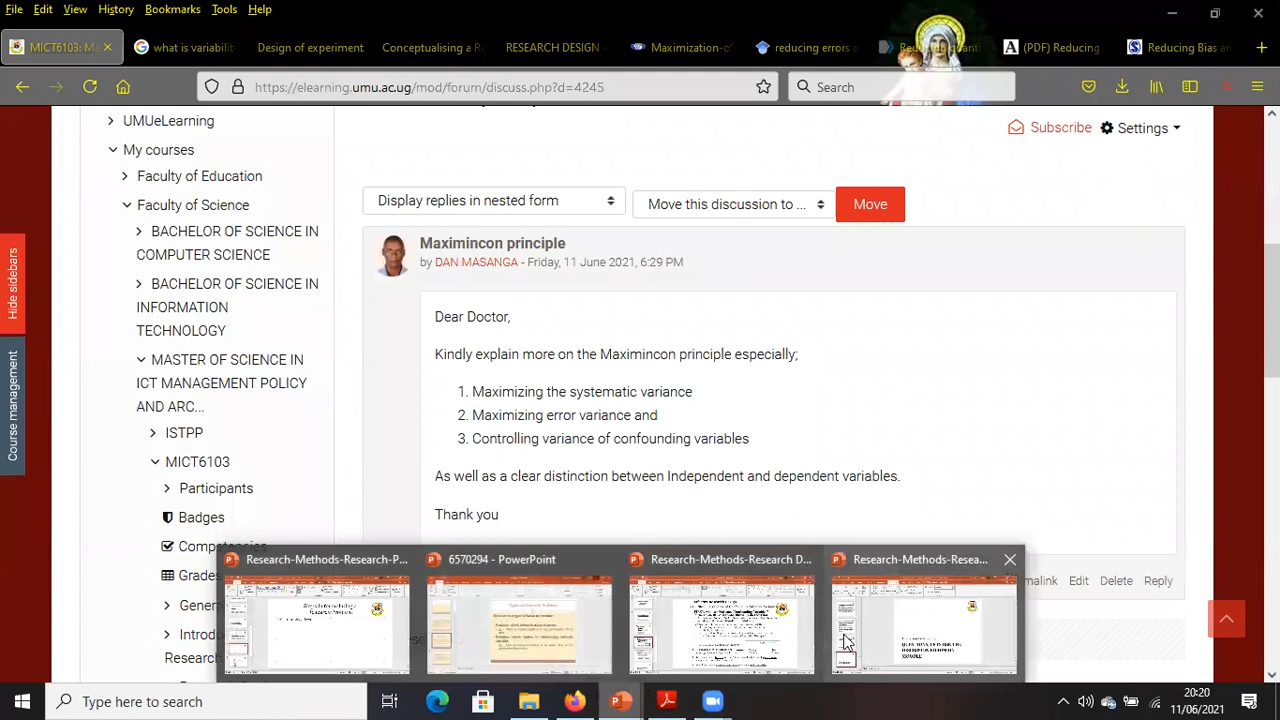 File Edit View History Bookmarks Tools Help
MICT6103: Ma
what is variabilit
Design of experiment
Conceptualising a R
RESEARCH DESIGN -
Maximization-o
reducing errors o
(PDF) Reducing
Reducing Bias an
https://elearning.umu.ac.ug/mod/forum/discuss.php?d=4245
Search
UMUeLearning
My courses
Faculty of Education
Faculty of Science
BACHELOR OF SCIENCE IN
COMPUTER SCIENCE
BACHELOR OF SCIENCE IN
INFORMATION
TECHNOLOGY
MASTER OF SCIENCE IN
ICT MANAGEMENT POLICY
AND ARC...
ISTPP
MICT6103
Participants
Badges
Competencies
Grades
Gener
Introdu
Research
Hide sidebars
Course management
Subscribe
Settings
Display replies in nested form
Move this discussion to ...
Move
Maximincon principle
by DAN MASANGA - Friday, 11 June 2021, 6:29 PM
Dear Doctor,
Kindly explain more on the Maximincon principle especially;
1. Maximizing the systematic variance
2. Maximizing error variance and
3. Controlling variance of confounding variables
As well as a clear distinction between Independent and dependent variables.
Thank you
malink Edit Delete Reply
Research-Methods-Research-P...
6570294 - PowerPoint
Research-Methods-Research D...
Research-Methods-Resea...
Type here to search
20:20
11/06/2021